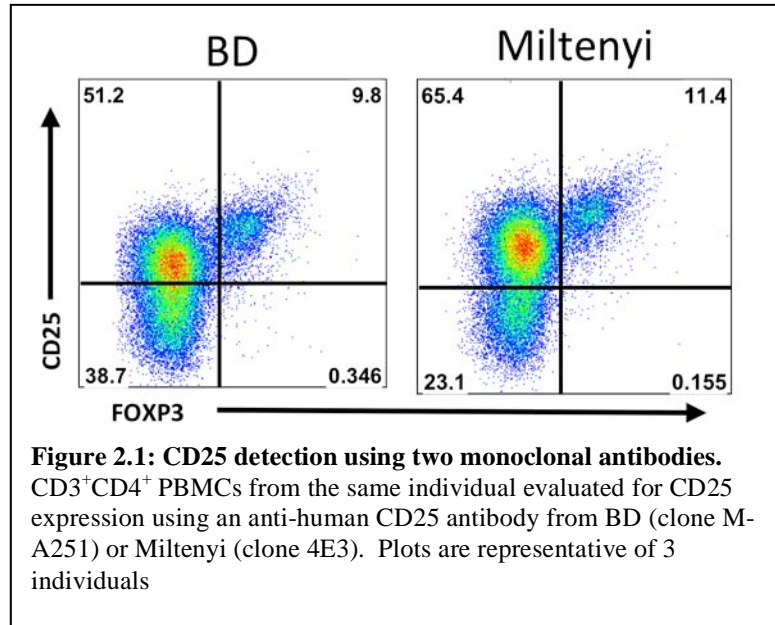 BD
Miltenyi
51.2
9.8
65.4
11.4
CD25
38.7
0.346
23.1
0.155
FOXP3
Figure 2.1: CD25 detection using two monoclonal antibodies.
CD3+CD4+ PBMCs from the same individual evaluated for CD25
expression using an anti-human CD25 antibody from BD (clone M-
A251) or Miltenyi (clone 4E3).  Plots are representative of 3
individuals